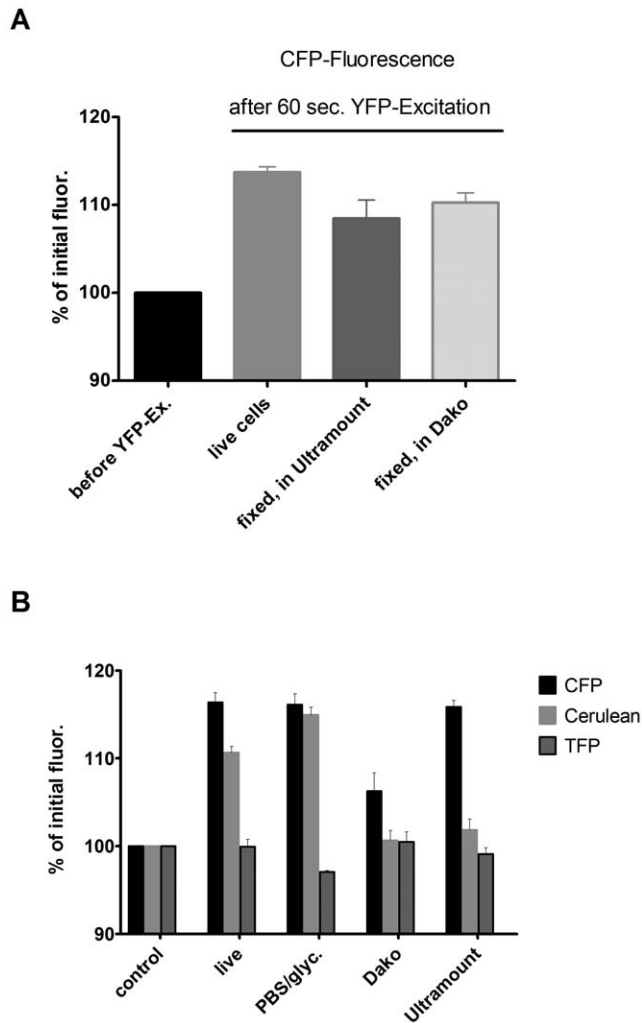 A
CFP-Fluorescence
after 60 sec. YFP-Excitation
% of initial fluor.
120
110
100
90
before YFP-Ex.
live cells
fixed, in Ultramount
fixed, in Dako
B
% of initial fluor.
120
110
100
90
control
live
PBS/glyc.
Dako
Ultramount
CFP
Cerulean
TFP